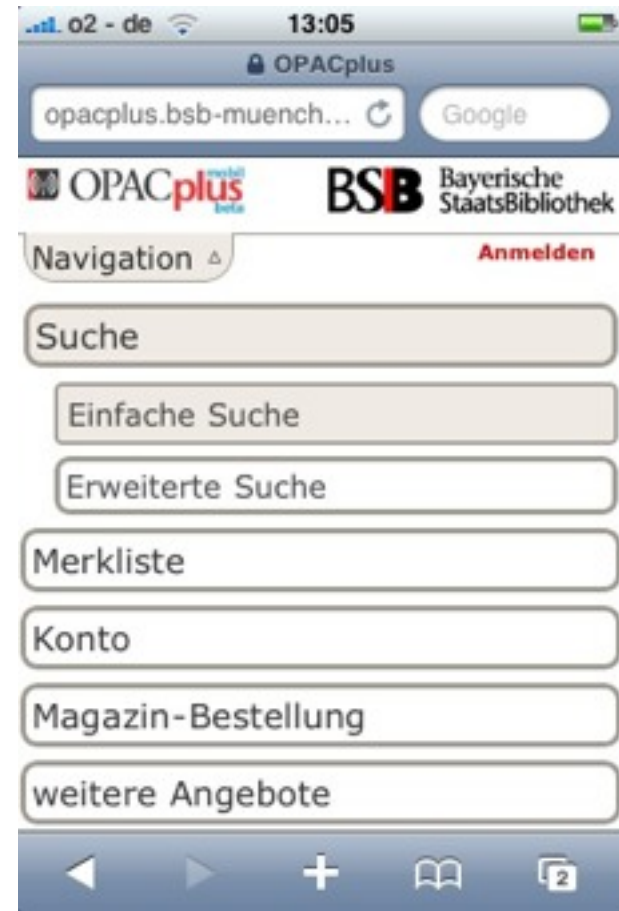 o2 - de 13:05
OPACplus
opacplus.bsb-muench... Google
OPACplus mobil beta BSB Bayerische StaatsBibliothek
Navigation Anmelden
Suche
Einfache Suche
Erweiterte Suche
Merkliste
Konto
Magazin-Bestellung
weitere Angebote
2